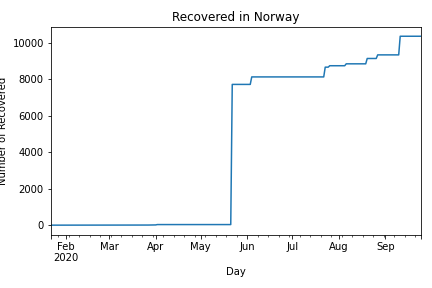 Recovered in Norway
Number of Recovered
10000
8000
6000
4000
2000
0
Feb Mar Apr May Jun Jul Aug Sep
2020
Day